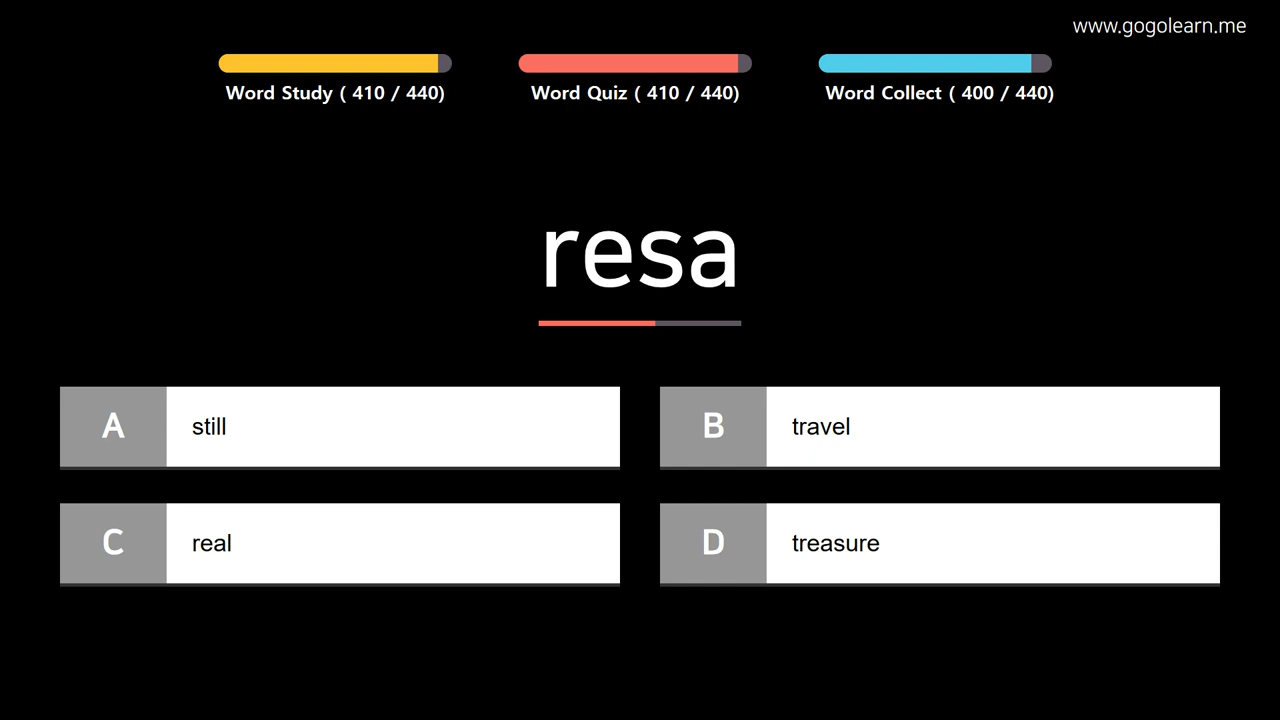 www.gogolearn.me
Word Study ( 410 / 440)
Word Quiz ( 410 / 440)
Word Collect ( 400 / 440)
resa
A still
B travel
C real
D treasure